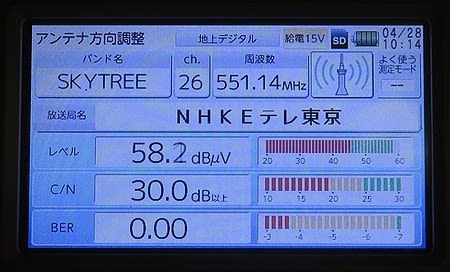 アンテナ方向調整 地上デジタル 給電15V SD 04/28 10:14
バンド名 ch. 周波数 よく使う測定モード
SKYTREE 26 551.14MHz --
放送局名 NHKEテレ東京
レベル 58.2 dBμV 20 30 40 50 60
C/N 30.0 dB以上 10 15 20 25 30
BER 0.00 -3 -4 -5 -6 -7